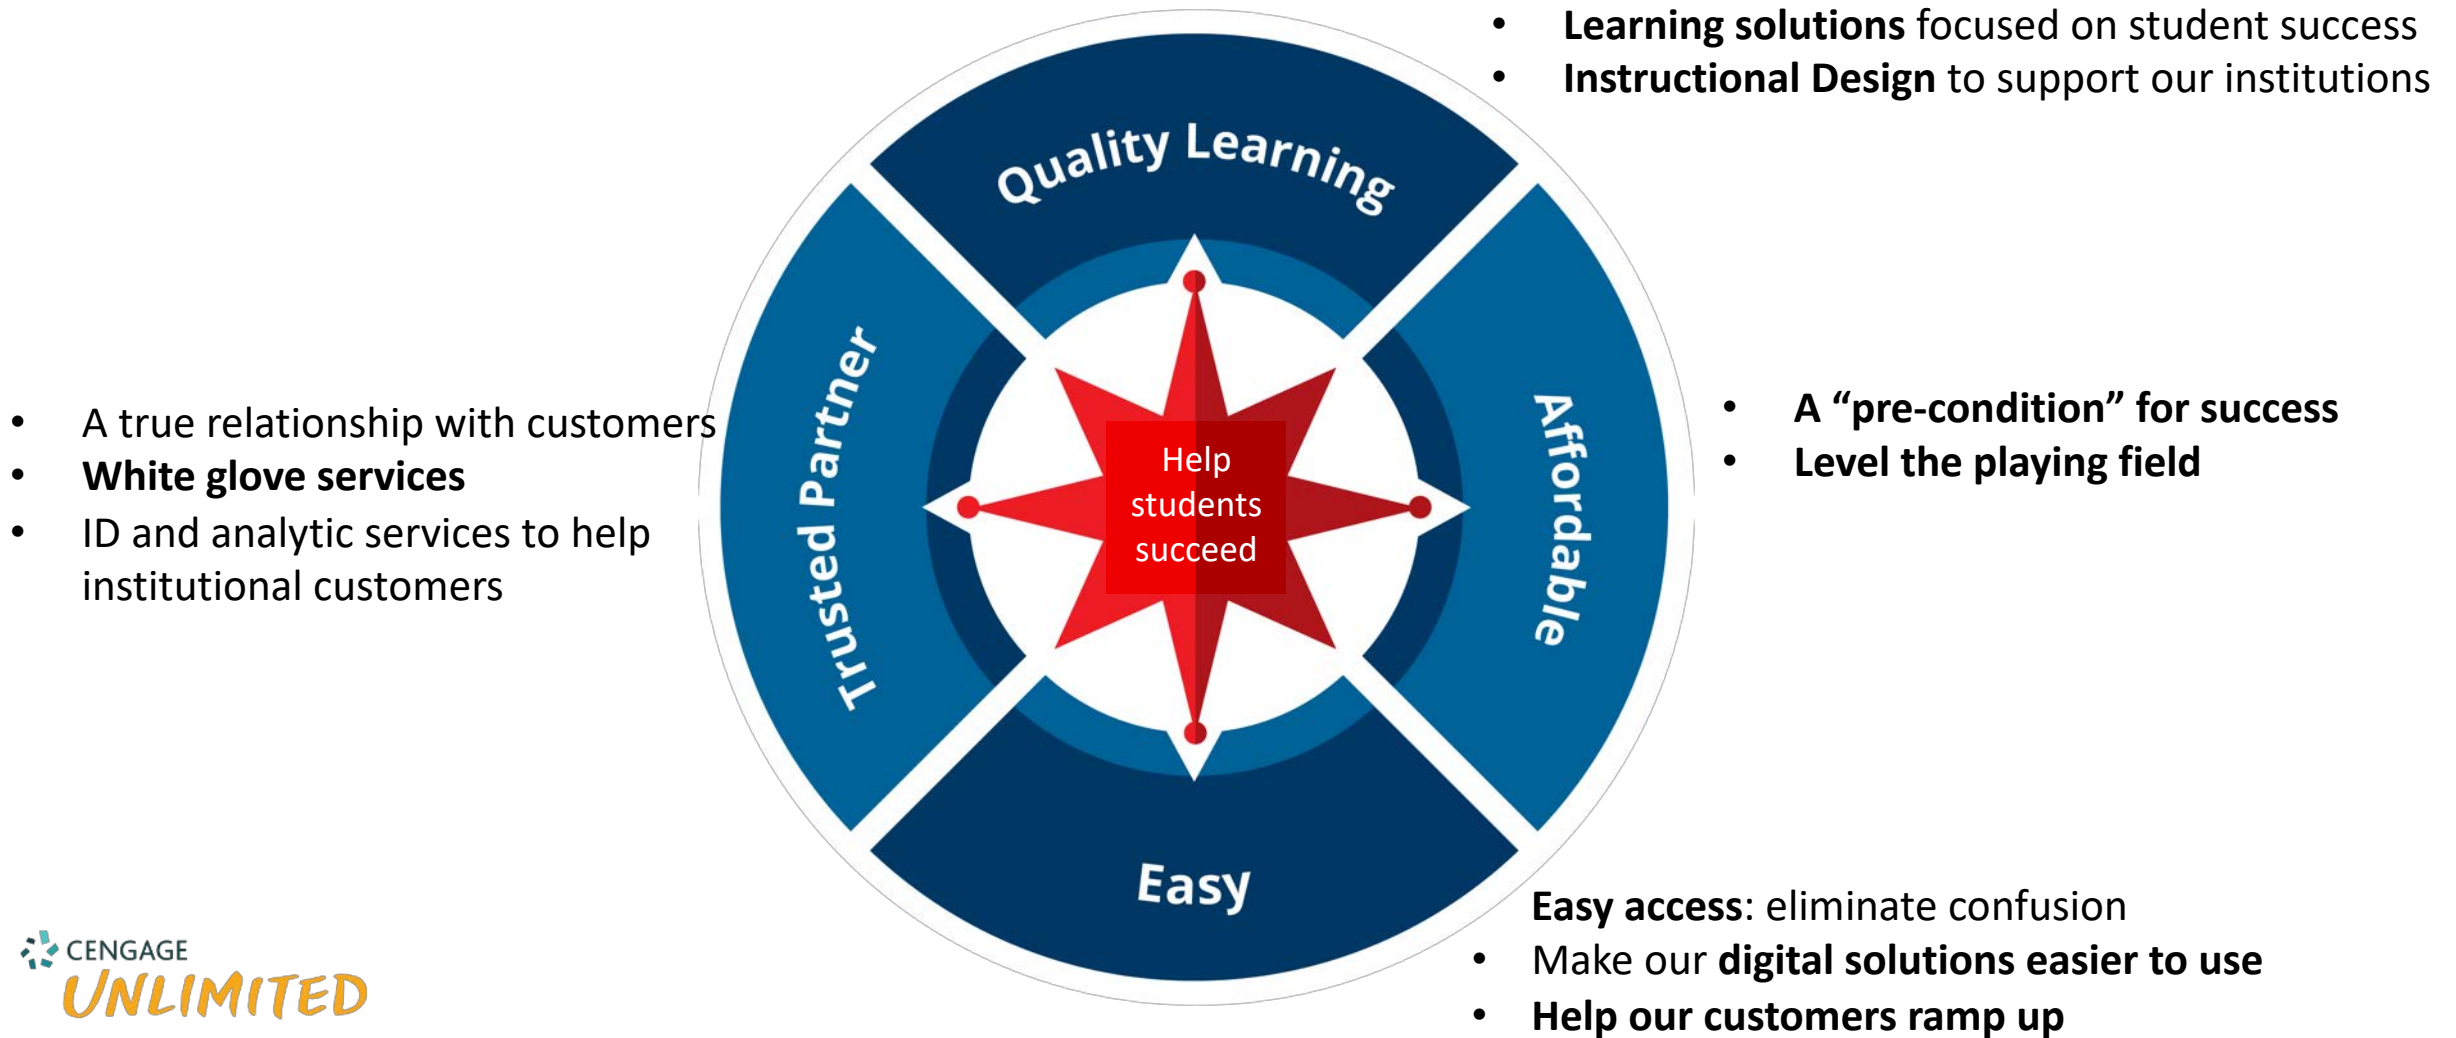 • Learning solutions focused on student success
• Instructional Design to support our institutions
Quality Learning
Trusted Partner
• A true relationship with customers
• White glove services
• ID and analytic services to help
institutional customers
Help
students
succeed
Affordable
• A “pre-condition” for success
• Level the playing field
Easy
Easy access: eliminate confusion
• Make our digital solutions easier to use
• Help our customers ramp up
CENGAGE
UNLIMITED